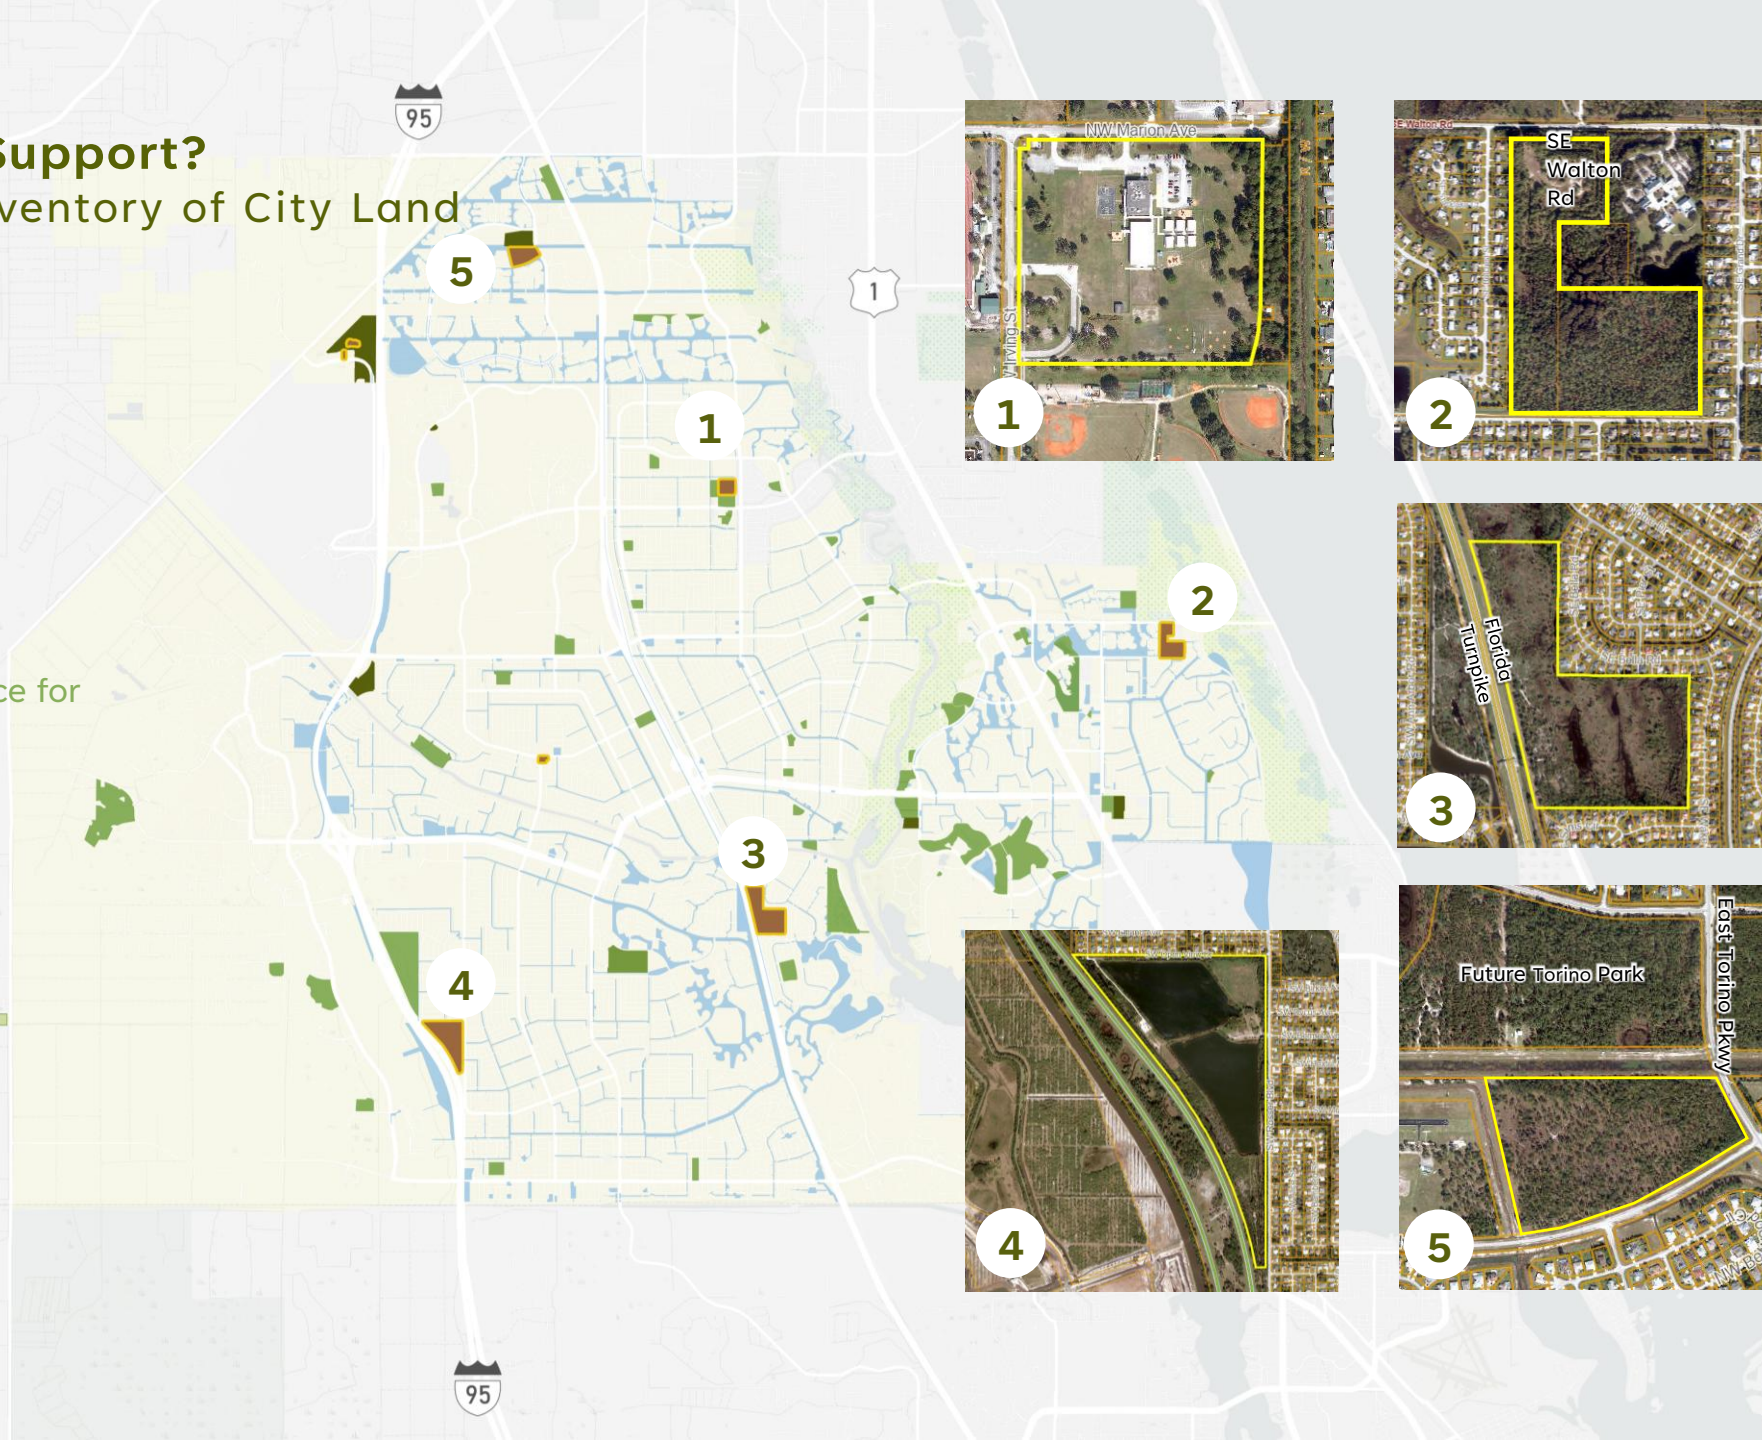 Support?
ventory of City Land
ce for
95
1
95
5
1
2
3
4
NW Marion Ave
Irving St
1
SE Walton Rd
SE
Walton
Rd
2
Florida
Turnpike
3
4
Future Torino Park
East Torino Pkwy
5